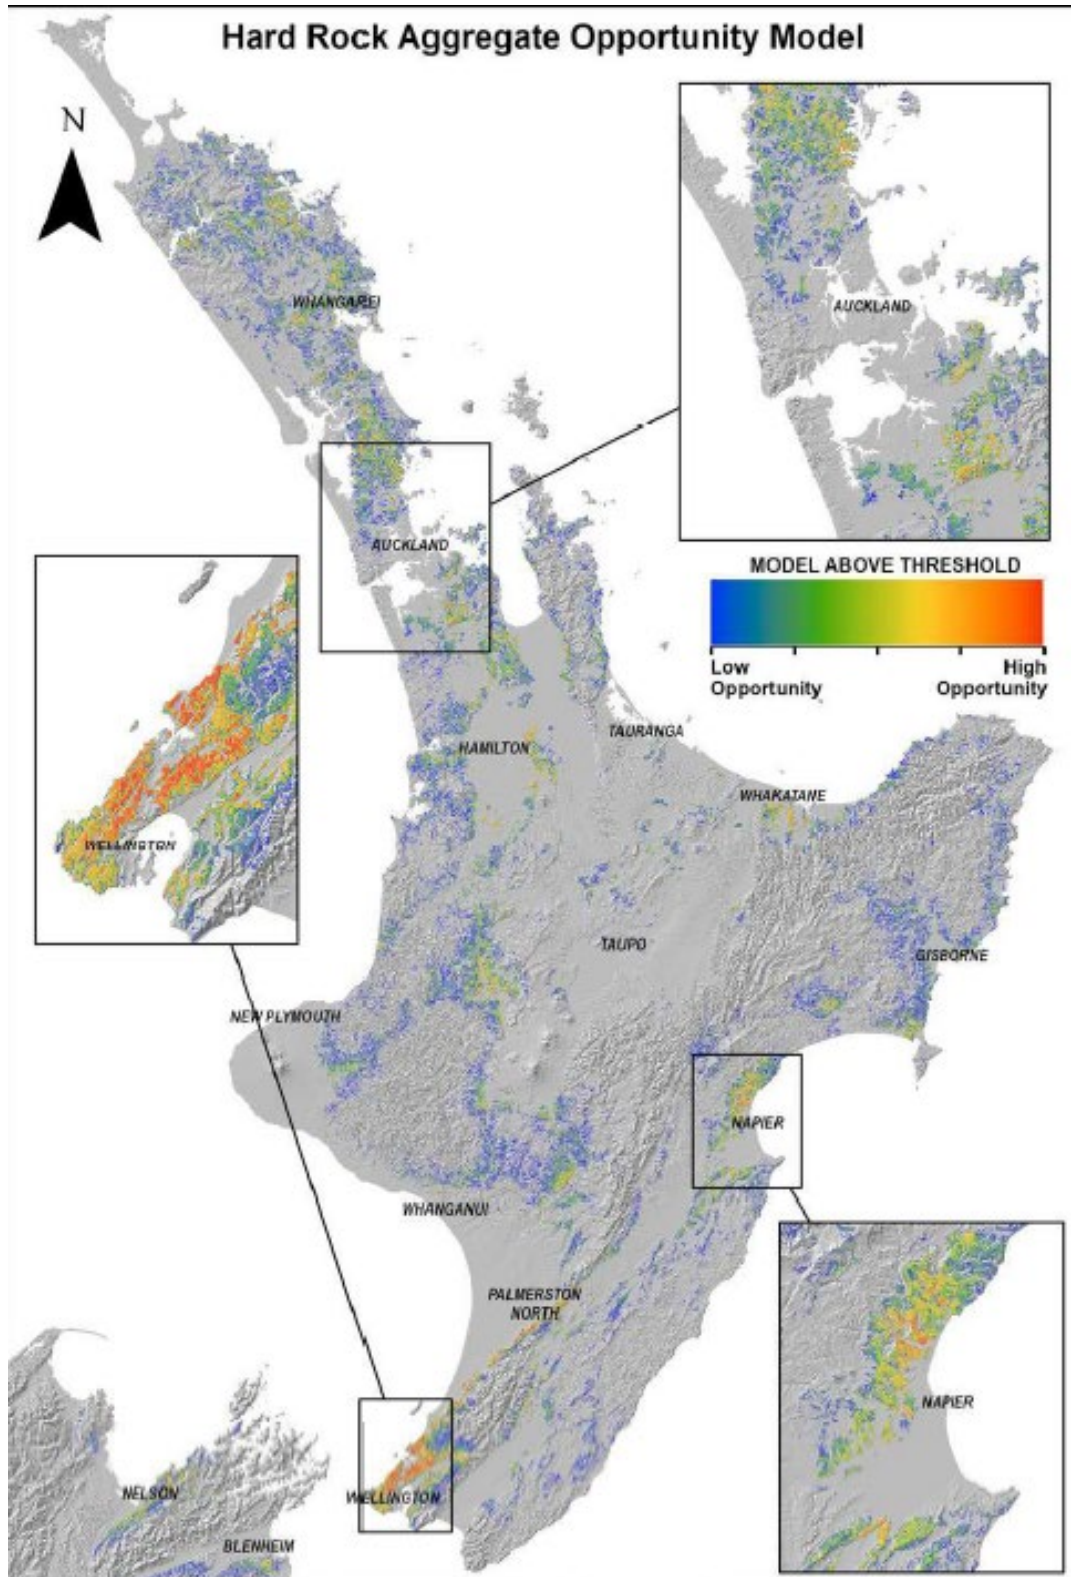 Hard Rock Aggregate Opportunity Model
N
AUCKLAND
WHANGAREI
AUCKLAND
MODEL ABOVE THRESHOLD
Low
Opportunity
High
Opportunity
WELLINGTON
HAMILTON
TAURANGA
WHAKATANE
TAUPO
GISBORNE
NEW PLYMOUTH
NAPIER
WHANGANUI
PALMERSTON
NORTH
NAPIER
NELSON
WELLINGTON
BLENHEIM